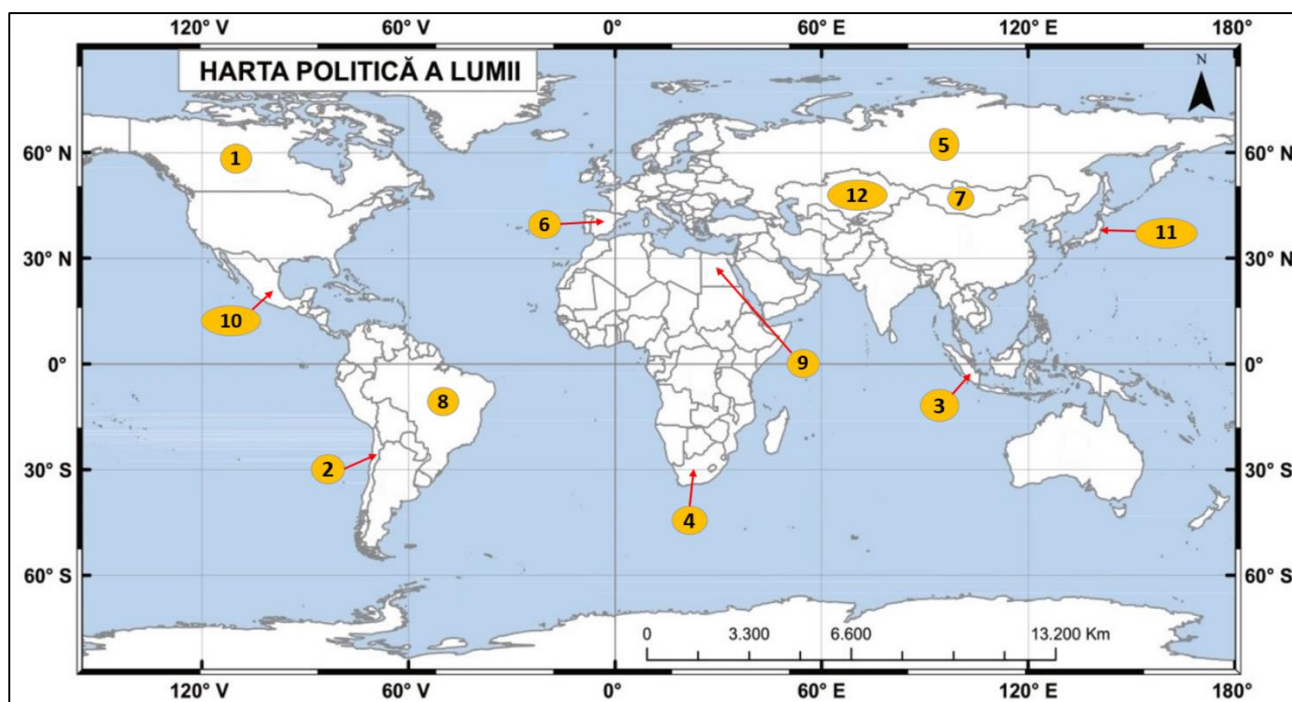 120° V 60° V 0° 60° E 120° E 180°
HARTA POLITICĂ A LUMII
N
60° N 60° N
1
5
12
7
6
11
30° N 30° N
10
0° 0°
9
8
3
30° S 30° S
2
4
60° S 60° S
0 3.300 6.600 13.200 Km
120° V 60° V 0° 60° E 120° E 180°